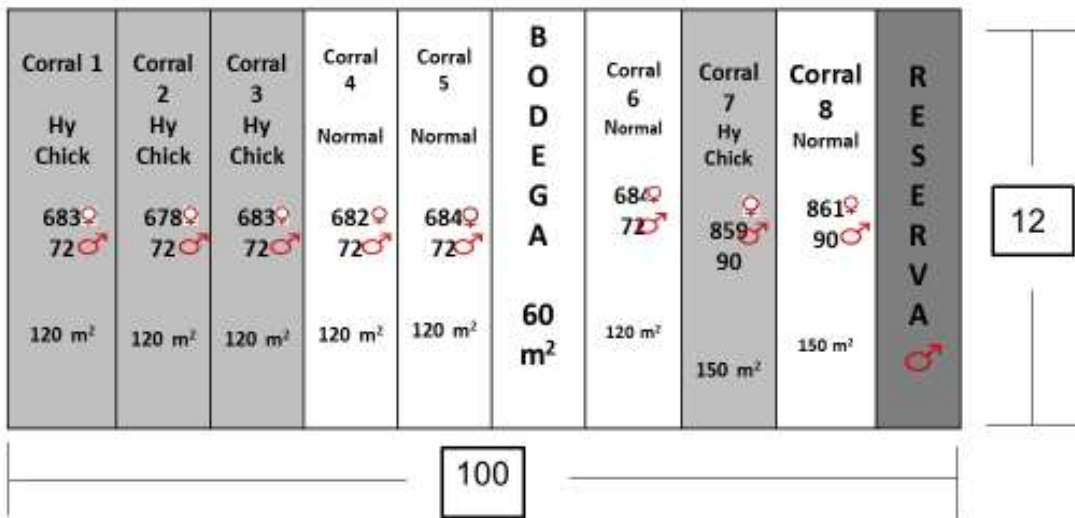 Corral 1
Hy
Chick
683♀
72♂
120 m²
Corral
2
Hy
Chick
678♀
72♂
120 m²
Corral
3
Hy
Chick
683♀
72♂
120 m²
Corral
4
Normal
682♀
72♂
120 m²
Corral
5
Normal
684♀
72♂
120 m²
B
O
D
E
G
A
60
m²
Corral
6
Normal
684♀
72♂
120 m²
Corral
7
Hy
Chick
♀
859♂
90
150 m²
Corral
8
Normal
861♀
90♂
150 m²
R
E
S
E
R
V
A
♂
12
100